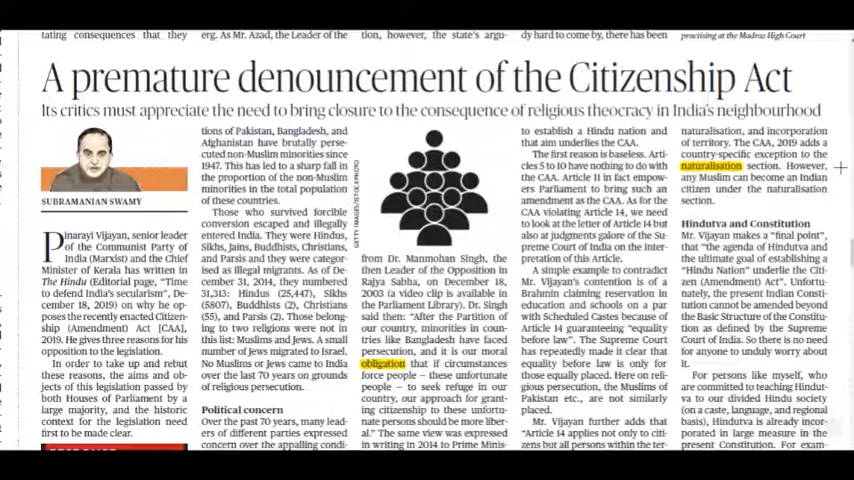 tating consequences that they
erg. As Mr. Azad, the Leader of the
tion, however, the state's argu-
dy hard to come by, there has been
practising at the Madras High Court
A premature denouncement of the Citizenship Act
Its critics must appreciate the need to bring closure to the consequence of religious theocracy in India's neighbourhood
SUBRAMANIAN SWAMY
Pinarayi Vijayan, senior leader
of the Communist Party of
India (Marxist) and the Chief
Minister of Kerala has written in
The Hindu (Editorial page, "Time
to defend India's secularism", De-
cember 18, 2019) on why he op-
poses the recently enacted Citizen-
ship (Amendment) Act [CAA],
2019. He gives three reasons for his
opposition to the legislation.
In order to take up and rebut
these reasons, the aims and ob-
jects of this legislation passed by
both Houses of Parliament by a
large majority, and the historic
context for the legislation need
first to be made clear.
tions of Pakistan, Bangladesh, and
Afghanistan have brutally perse-
cuted non-Muslim minorities since
1947. This has led to a sharp fall in
the proportion of the non-Muslim
minorities in the total population
of these countries.
Those who survived forcible
conversion escaped and illegally
entered India. They were Hindus,
Sikhs, Jains, Buddhists, Christians,
and Parsis and they were categor-
ised as illegal migrants. As of De-
cember 31, 2014, they numbered
31,313: Hindus (25,447), Sikhs
(5807), Buddhists (2), Christians
(55), and Parsis (2). Those belong-
ing to two religions were not in
this list: Muslims and Jews. A small
number of Jews migrated to Israel.
No Muslims or Jews came to India
over the last 70 years on grounds
of religious persecution.
Political concern
Over the past 70 years, many lead-
ers of different parties expressed
concern over the appalling condi-
GETTY IMAGES/ISTOCKPHOTO
from Dr. Manmohan Singh, the
then Leader of the Opposition in
Rajya Sabha, on December 18,
2003 (a video clip is available in
the Parliament Library). Dr. Singh
said then: "After the Partition of
our country, minorities in coun-
tries like Bangladesh have faced
persecution, and it is our moral
obligation that if circumstances
force people – these unfortunate
people – to seek refuge in our
country, our approach for grant-
ing citizenship to these unfortu-
nate persons should be more liber-
al." The same view was expressed
in writing in 2014 to Prime Minis-
to establish a Hindu nation and
that aim underlies the CAA.
The first reason is baseless. Arti-
cles 5 to 10 have nothing to do with
the CAA. Article 11 in fact empow-
ers Parliament to bring such an
amendment as the CAA. As for the
CAA violating Article 14, we need
to look at the letter of Article 14 but
also at judgments galore of the Su-
preme Court of India on the inter-
pretation of this Article.
A simple example to contradict
Mr. Vijayan's contention is of a
Brahmin claiming reservation in
education and schools on a par
with Scheduled Castes because of
Article 14 guaranteeing "equality
before law". The Supreme Court
has repeatedly made it clear that
equality before law is only for
those equally placed. Here on reli-
gious persecution, the Muslims of
Pakistan etc., are not similarly
placed.
Mr. Vijayan further adds that
"Article 14 applies not only to citi-
zens but all persons within the ter-
naturalisation, and incorporation
of territory. The CAA, 2019 adds a
country-specific exception to the
naturalisation section. However,
any Muslim can become an Indian
citizen under the naturalisation
section.
Hindutva and Constitution
Mr. Vijayan makes a "final point",
that "the agenda of Hindutva and
the ultimate goal of establishing a
"Hindu Nation" underlie the Citi-
zen (Amendment) Act". Unfortu-
nately, the present Indian Consti-
tution cannot be amended beyond
the Basic Structure of the Constitu-
tion as defined by the Supreme
Court of India. So there is no need
for anyone to unduly worry about
it.
For persons like myself, who
are committed to teaching Hindut-
va to our divided Hindu society
(on a caste, language, and regional
basis), Hindutva is already incor-
porated in large measure in the
present Constitution. For exam-